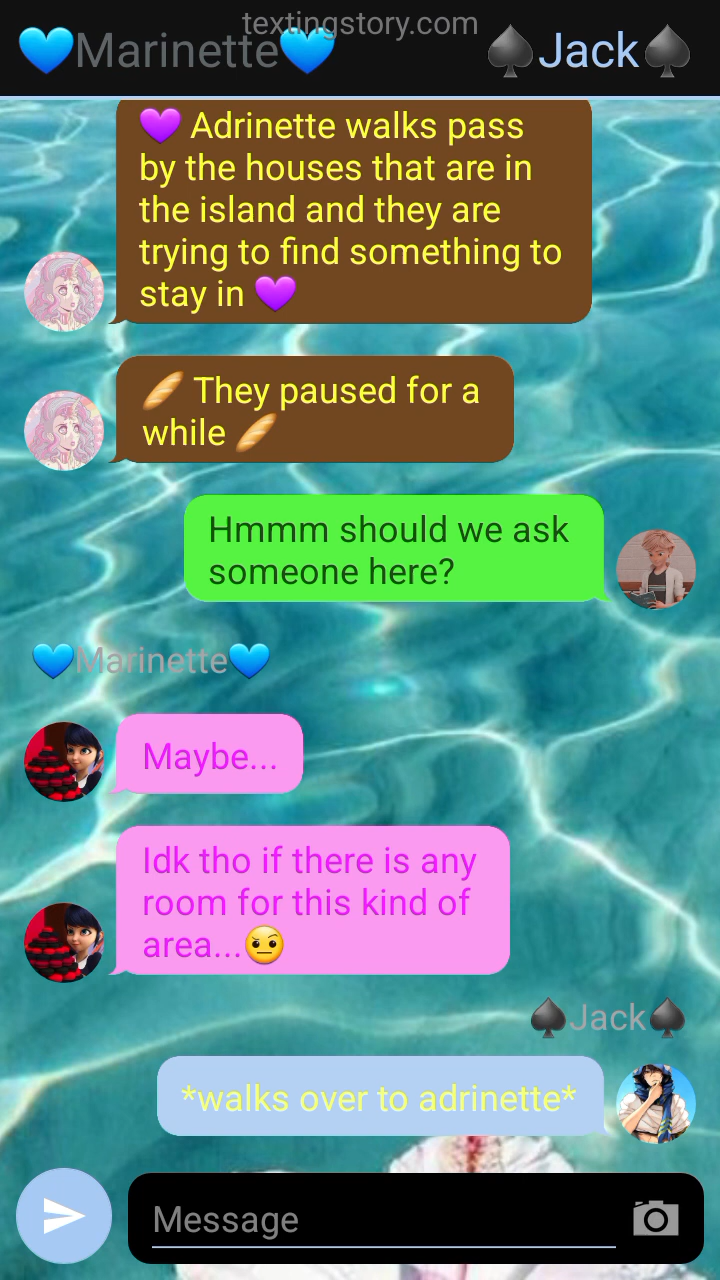 textingstory.com
💙Marinette💙 ♠Jack♠
💜 Adrinette walks pass
by the houses that are in
the island and they are
trying to find something to
stay in 💜
🥖 They paused for a
while 🥖
Hmmm should we ask
someone here?
💙Marinette💙
Maybe...
Idk tho if there is any
room for this kind of
area...🤨
♠Jack♠
*walks over to adrinette*
Message